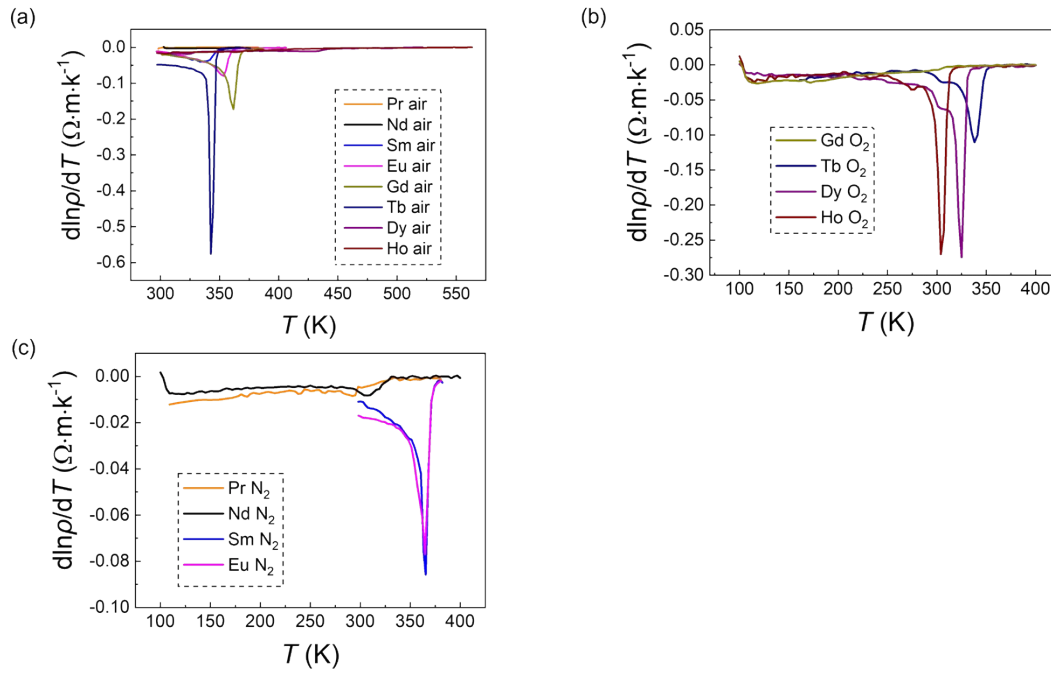 (a)
0.0
-0.1
-0.2
-0.3
-0.4
-0.5
-0.6
dlnρ/dT (Ω·m·k⁻¹)
Pr air
Nd air
Sm air
Eu air
Gd air
Tb air
Dy air
Ho air
300 350 400 450 500 550
T (K)
(b)
0.00
-0.05
-0.10
-0.15
-0.20
-0.25
-0.30
dlnρ/dT (Ω·m·k⁻¹)
Gd O₂
Tb O₂
Dy O₂
Ho O₂
100 150 200 250 300 350 400
T (K)
(c)
0.00
-0.02
-0.04
-0.06
-0.08
-0.10
dlnρ/dT (Ω·m·k⁻¹)
Pr N₂
Nd N₂
Sm N₂
Eu N₂
100 150 200 250 300 350 400
T (K)